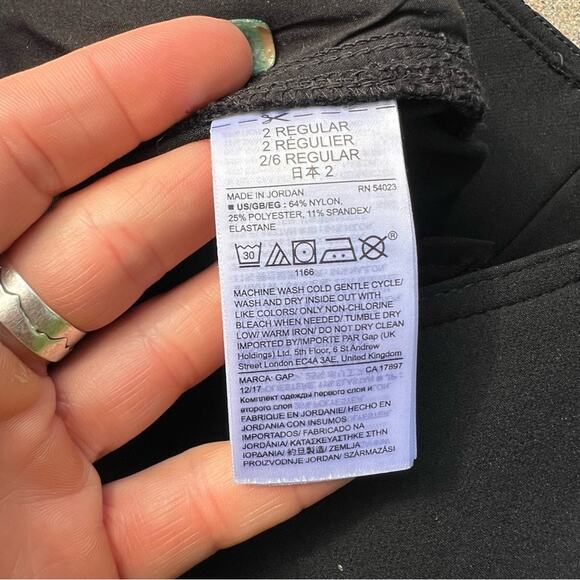 2 REGULAR
2 RÉGULIER
2/6 REGULAR
日本 2
MADE IN JORDAN RN 54023
■ US/GB/EG : 64% NYLON,
25% POLYESTER, 11% SPANDEX/
ELASTANE
30
®
1166
MACHINE WASH COLD GENTLE CYCLE/
WASH AND DRY INSIDE OUT WITH
LIKE COLORS/ ONLY NON-CHLORINE
BLEACH WHEN NEEDED/ TUMBLE DRY
LOW/ WARM IRON/ DO NOT DRY CLEAN
IMPORTED BY/IMPORTE PAR Gap (UK
Holdings) Ltd. 5th Floor, 6 St Andrew
Street London EC4A 3AE, United Kingdom
MARCA: GAP CA 17897
12/17
Комплект одежды первого слоя и
второго слоя
FABRIQUÉ EN JORDANIE/ HECHO EN
JORDANIA CON INSUMOS
IMPORTADOS/ FABRICADO NA
JORDÂNIA/ ΚΑΤΑΣΚΕΥΑΣΤΗΚΕ ΣΤΗΝ
ΙΟΡΔΑΝΙΑ/ 約旦製造/ ZEMLJA
PROIZVODNJE JORDAN/ SZÁRMAZÁSI